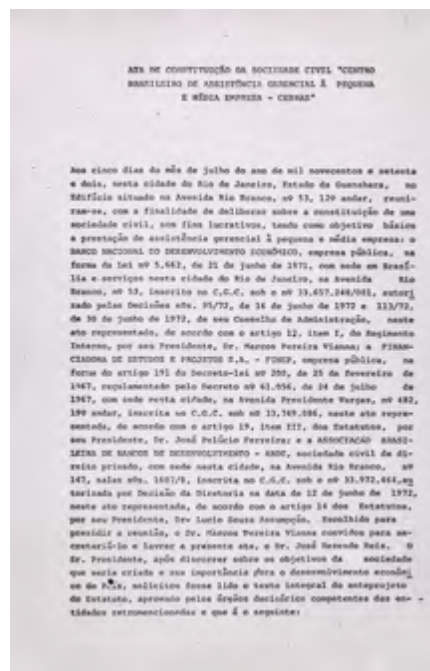 ATA DE CONSTITUIÇÃO DA SOCIEDADE CIVIL "CENTRO
BRASILEIRO DE ASSISTÊNCIA GERENCIAL À PEQUENA
E MÉDIA EMPRESA - CEBRAE"
Aos cinco dias do mês de julho do ano de mil novecentos e setenta
e dois, nesta cidade do Rio de Janeiro, Estado da Guanabara, no
Edifício situado na Avenida Rio Branco, nº 53, 12º andar, reuni-
ram-se, com a finalidade de deliberar sobre a constituição de uma
sociedade civil, sem fins lucrativos, tendo como objetivo básico
a prestação de assistência gerencial à pequena e média empresa: o
BANCO NACIONAL DO DESENVOLVIMENTO ECONÔMICO, empresa pública, na
forma da Lei nº 5.662, de 21 de junho de 1971, com sede em Brasí-
lia e serviços nesta cidade do Rio de Janeiro, na Avenida Rio
Branco, nº 53, inscrito no C.G.C. sob o nº 33.657.248/001, autori
zado pelas Decisões nºs. 95/72, de 16 de junho de 1972 e 113/72,
de 30 de junho de 1972, de seu Conselho de Administração, neste
ato representado, de acordo com o artigo 12, item I, do Regimento
Interno, por seu Presidente, Dr. Marcos Pereira Vianna; a FINAN-
CIADORA DE ESTUDOS E PROJETOS S.A. - FINEP, empresa pública, na
forma do artigo 191 do Decreto-lei nº 200, de 25 de fevereiro de
1967, regulamentado pelo Decreto nº 61.056, de 24 de julho de
1967, com sede nesta cidade, na Avenida Presidente Vargas, nº 482,
19º andar, inscrita no C.G.C. sob nº 33.749.086, neste ato repre-
sentada, de acordo com o artigo 19, item III, dos Estatutos, por
seu Presidente, Dr. José Pelúcio Ferreira; e a ASSOCIAÇÃO BRASI-
LEIRA DE BANCOS DE DESENVOLVIMENTO - ABDE, sociedade civil de di-
reito privado, com sede nesta cidade, na Avenida Rio Branco, nº
147, salas nºs. 1607/8, inscrita no C.G.C. sob o nº 33.972.464, au
torizada por Decisão da Diretoria na data de 12 de junho de 1972,
neste ato representada, de acordo com o artigo 14 dos Estatutos,
por seu Presidente, Dr. Lucio Souza Assumpção. Escolhido para
presidir a reunião, o Dr. Marcos Pereira Vianna convidou para se-
cretariá-lo e lavrar a presente ata, o Dr. José Rezende Reis. O
Sr. Presidente, após discorrer sobre os objetivos da sociedade
que seria criada e sua importância para o desenvolvimento econômi
co do País, solicitou fosse lido o texto integral do anteprojeto
de Estatuto, aprovado pelos órgãos decisórios competentes das en-
tidades retromencionadas e que é o seguinte: